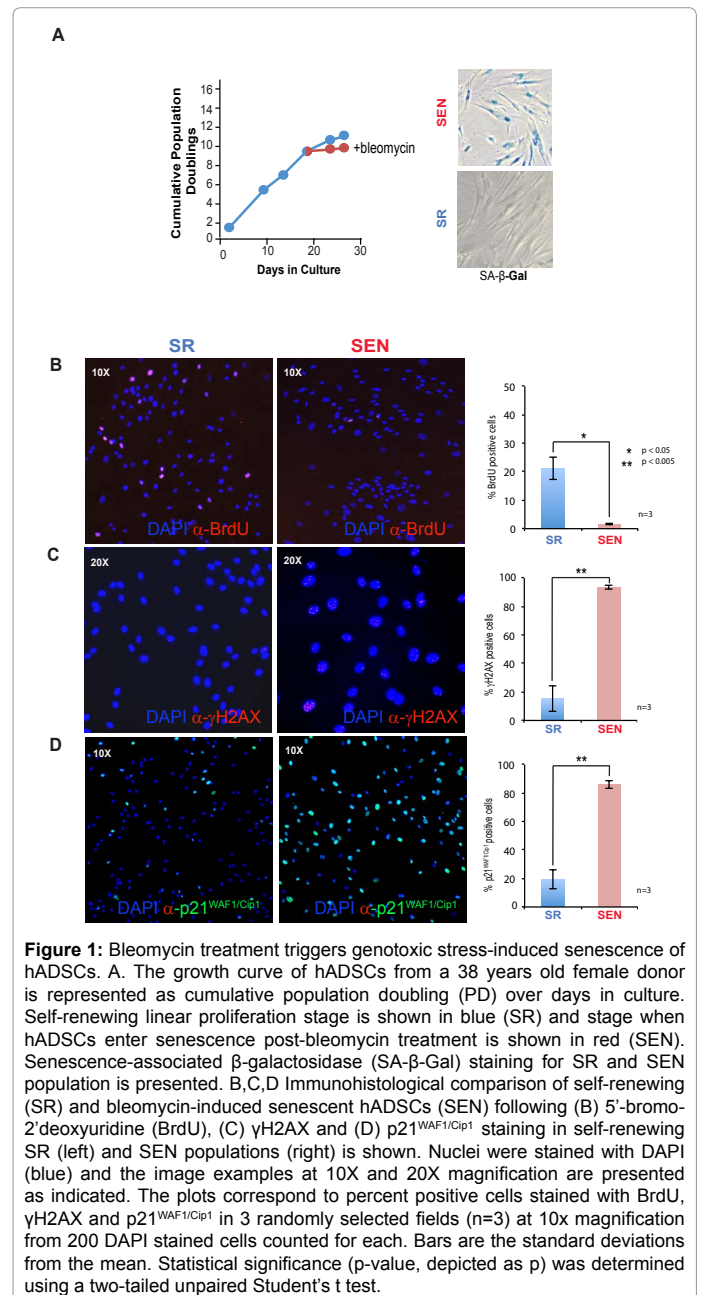 A
Cumulative Population
Doublings
16
14
12
10
8
6
4
2
0
0
10
20
30
Days in Culture
+bleomycin
SEN
SR
SA-β-Gal
SR
SEN
B
10X
DAPI α-BrdU
10X
DAPI α-BrdU
% BrdU positive cells
50
40
30
20
10
0
*
* p < 0.05
** p < 0.005
n=3
SR
SEN
C
20X
DAPI α-γH2AX
20X
DAPI α-γH2AX
% γH2AX positive cells
100
80
60
40
20
0
**
n=3
SR
SEN
D
10X
DAPI α-p21WAF1/Cip1
10X
DAPI α-p21WAF1/Cip1
% p21WAF1/Cip1 positive cells
100
80
60
40
20
0
**
n=3
SR
SEN
Figure 1: Bleomycin treatment triggers genotoxic stress-induced senescence of
hADSCs. A. The growth curve of hADSCs from a 38 years old female donor
is represented as cumulative population doubling (PD) over days in culture.
Self-renewing linear proliferation stage is shown in blue (SR) and stage when
hADSCs enter senescence post-bleomycin treatment is shown in red (SEN).
Senescence-associated β-galactosidase (SA-β-Gal) staining for SR and SEN
population is presented. B,C,D Immunohistological comparison of self-renewing
(SR) and bleomycin-induced senescent hADSCs (SEN) following (B) 5'-bromo-
2'deoxyuridine (BrdU), (C) γH2AX and (D) p21WAF1/Cip1 staining in self-renewing
SR (left) and SEN populations (right) is shown. Nuclei were stained with DAPI
(blue) and the image examples at 10X and 20X magnification are presented
as indicated. The plots correspond to percent positive cells stained with BrdU,
γH2AX and p21WAF1/Cip1 in 3 randomly selected fields (n=3) at 10x magnification
from 200 DAPI stained cells counted for each. Bars are the standard deviations
from the mean. Statistical significance (p-value, depicted as p) was determined
using a two-tailed unpaired Student's t test.